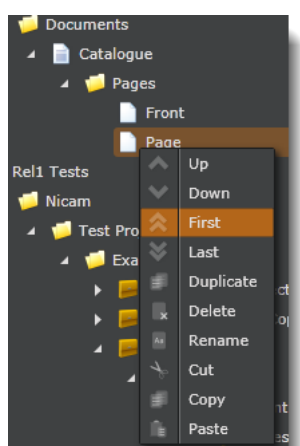 Documents
Catalogue
Pages
Front
Page
Up
Rel1 Tests
Down
Nicam
First
Test Pro
Last
Exa
Duplicate
Delete
Rename
Cut
Copy
Paste